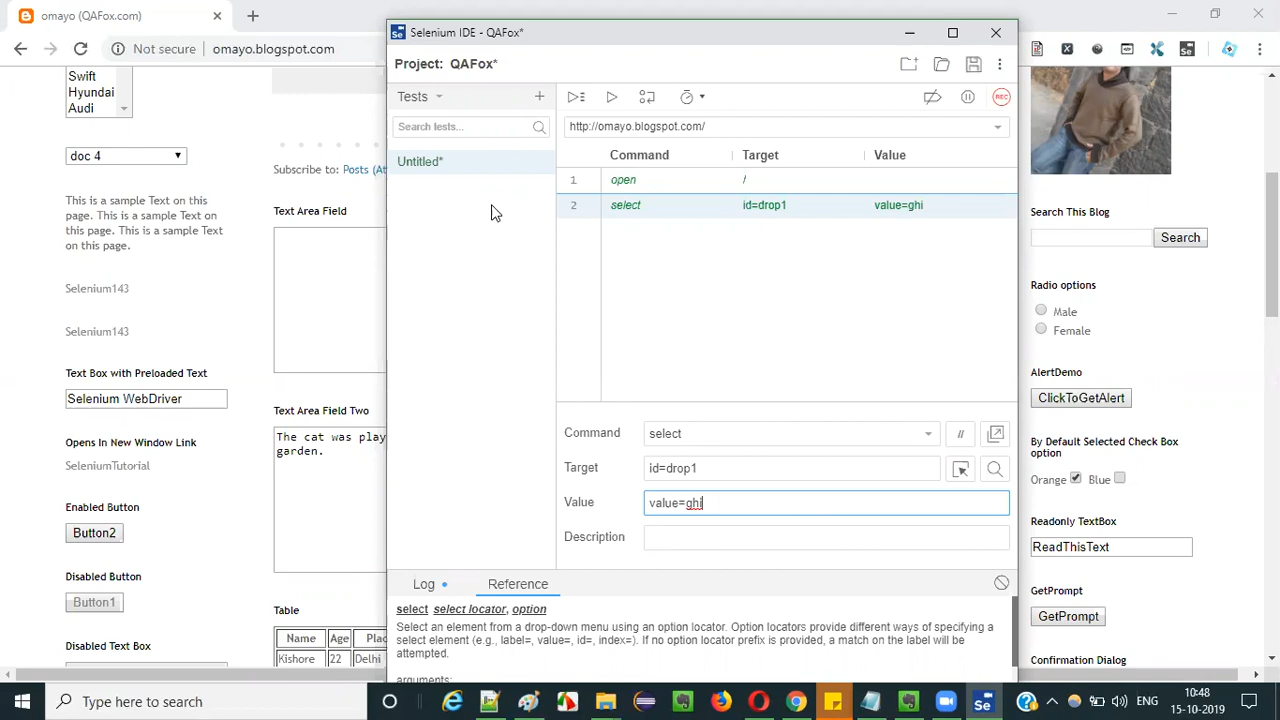 omayo (QAFox.com)
Not secure
omayo.blogspot.com
Swift
Hyundai
Audi
doc 4
This is a sample Text on this
page. This is a sample Text on
this page. This is a sample Text
on this page.
Selenium143
Selenium143
Text Box with Preloaded Text
Selenium WebDriver
Opens In New Window Link
SeleniumTutorial
Enabled Button
Button2
Disabled Button
Button1
Disabled Text Box
Subscribe to: Posts (At
Text Area Field
Text Area Field Two
The cat was play
garden.
Table
Name Age Plac
Kishore 22 Delhi
Selenium IDE - QAFox*
Project: QAFox*
Tests
Search tests...
Untitled*
REC
http://omayo.blogspot.com/
Command Target Value
1 open /
2 select id=drop1 value=ghi
Command select //
Target id=drop1
Value value=ghi
Description
Log Reference
select select locator, option
Select an element from a drop-down menu using an option locator. Option locators provide different ways of specifying a
select element (e.g., label=, value=, id=, index=). If no option locator prefix is provided, a match on the label will be
attempted.
arguments:
Search This Blog
Search
Radio options
Male
Female
AlertDemo
ClickToGetAlert
By Default Selected Check Box
option
Orange Blue
Readonly TextBox
ReadThisText
GetPrompt
GetPrompt
Confirmation Dialog
Type here to search
Se
ENG
10:48
15-10-2019